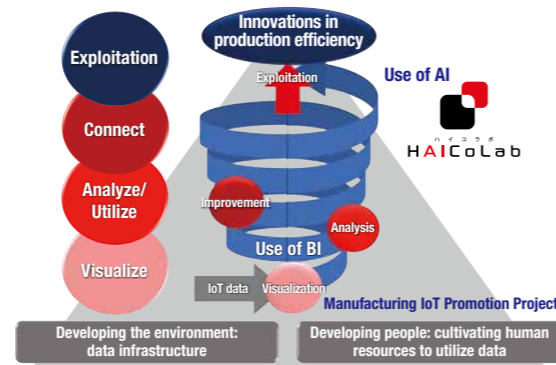 Innovations in
production efficiency
Exploitation
Exploitation
Use of AI
ハイコラボ
HAICoLab
Connect
Analyze/
Utilize
Improvement
Analysis
Use of BI
Visualize
IoT data
Visualization
Manufacturing IoT Promotion Project
Developing the environment:
data infrastructure
Developing people: cultivating human
resources to utilize data